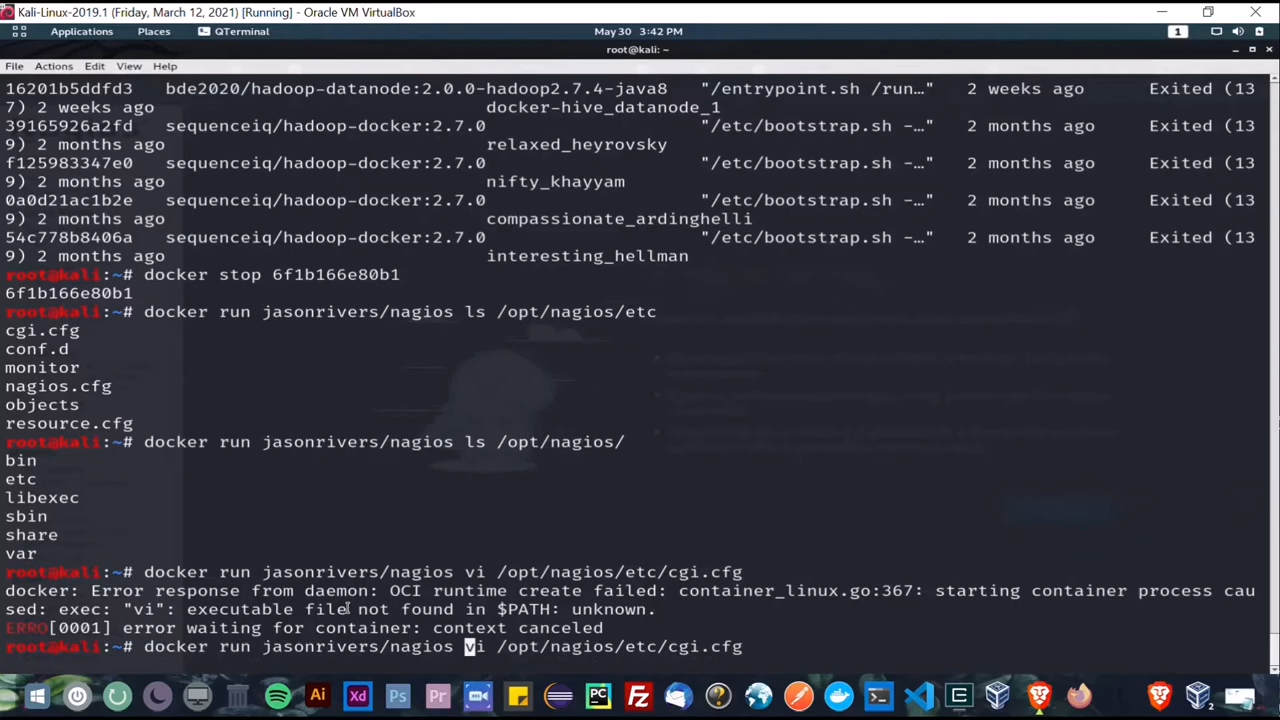 Kali-Linux-2019.1 (Friday, March 12, 2021) [Running] - Oracle VM VirtualBox
Applications Places QTerminal May 30 3:42 PM 1
root@kali: ~
File Actions Edit View Help
16201b5ddfd3 bde2020/hadoop-datanode:2.0.0-hadoop2.7.4-java8 "/entrypoint.sh /run…" 2 weeks ago Exited (13
7) 2 weeks ago docker-hive_datanode_1
39165926a2fd sequenceiq/hadoop-docker:2.7.0 "/etc/bootstrap.sh -…" 2 months ago Exited (13
9) 2 months ago relaxed_heyrovsky
f125983347e0 sequenceiq/hadoop-docker:2.7.0 "/etc/bootstrap.sh -…" 2 months ago Exited (13
9) 2 months ago nifty_khayyam
0a0d21ac1b2e sequenceiq/hadoop-docker:2.7.0 "/etc/bootstrap.sh -…" 2 months ago Exited (13
9) 2 months ago compassionate_ardinghelli
54c778b8406a sequenceiq/hadoop-docker:2.7.0 "/etc/bootstrap.sh -…" 2 months ago Exited (13
9) 2 months ago interesting_hellman
root@kali:~# docker stop 6f1b166e80b1
6f1b166e80b1
root@kali:~# docker run jasonrivers/nagios ls /opt/nagios/etc
cgi.cfg
conf.d
monitor
nagios.cfg
objects
resource.cfg
root@kali:~# docker run jasonrivers/nagios ls /opt/nagios/
bin
etc
libexec
sbin
share
var
root@kali:~# docker run jasonrivers/nagios vi /opt/nagios/etc/cgi.cfg
docker: Error response from daemon: OCI runtime create failed: container_linux.go:367: starting container process cau
sed: exec: "vi": executable file not found in $PATH: unknown.
ERRO[0001] error waiting for container: context canceled
root@kali:~# docker run jasonrivers/nagios vi /opt/nagios/etc/cgi.cfg
Ai Xd Ps Pr PC FZ